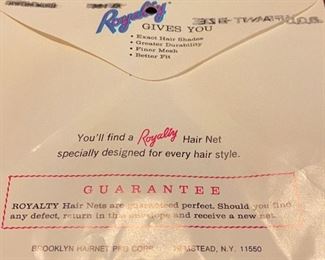 Royalty
GIVES YOU
• Exact Hair Shades
• Greater Durability
• Finer Mesh
• Better Fit
You'll find a Royalty Hair Net
specially designed for every hair style.
GUARANTEE
ROYALTY Hair Nets are guaranteed perfect. Should you find
any defect, return in this envelope and receive a new net.
BROOKLYN HAIRNET PRO CORP. HEMSTEAD, N.Y. 11550